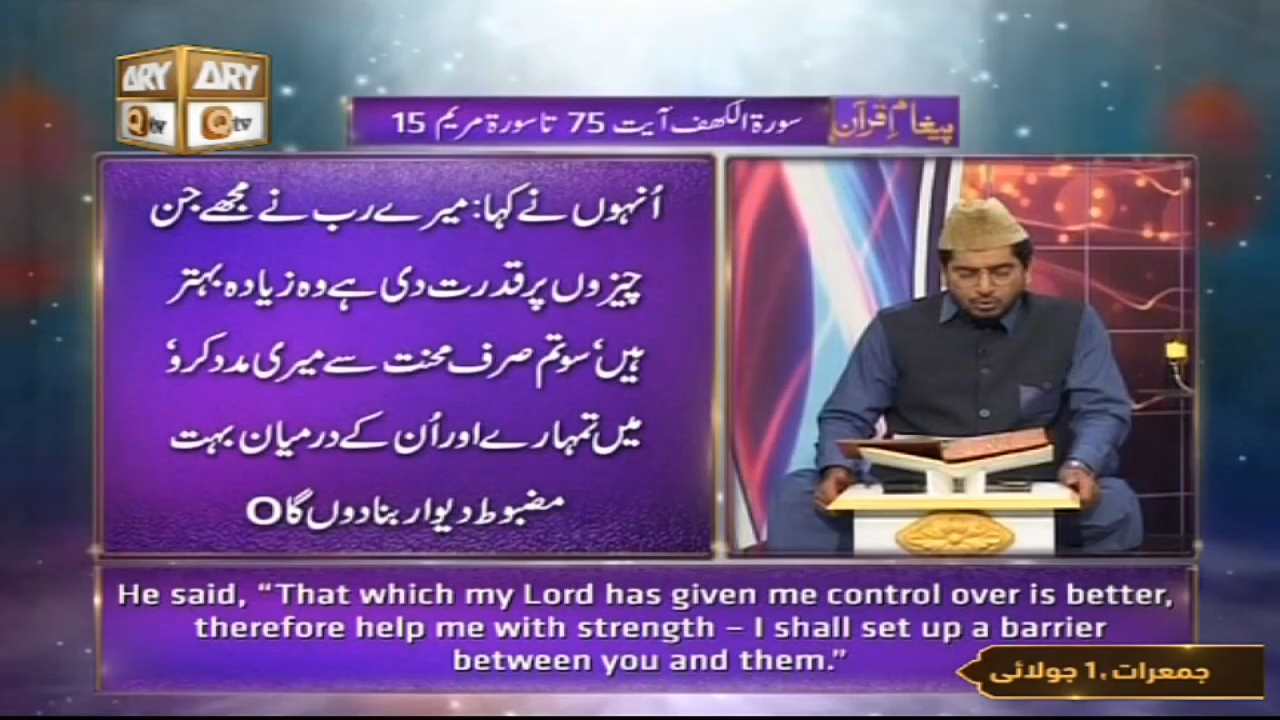 ARY ARY
Qtv Qtv
پیغامِ قرآن
سورۃ الکھف آیت 75 تا سورۃ مریم 15
اُنہوں نے کہا: میرے رب نے مجھے جن
چیزوں پر قدرت دی ہے وہ زیادہ بہتر
ہیں' سو تم صرف محنت سے میری مدد کرو'
میں تمہارے اور اُن کے درمیان بہت
مضبوط دیوار بنا دوں گا O
He said, “That which my Lord has given me control over is better,
therefore help me with strength – I shall set up a barrier
between you and them.”
جمعرات، 1 جولائی